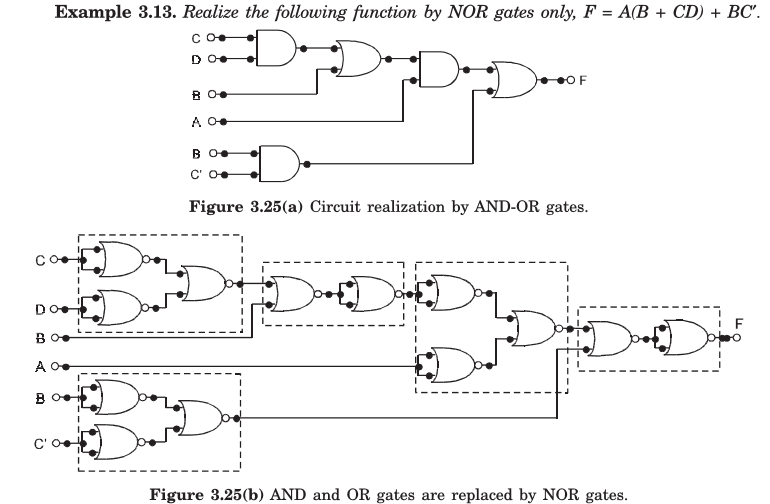 Example 3.13. Realize the following function by NOR gates only, F = A(B + CD) + BC′.
C
D
B
A
B
C'
F
Figure 3.25(a) Circuit realization by AND-OR gates.
C
D
B
A
B
C'
F
Figure 3.25(b) AND and OR gates are replaced by NOR gates.